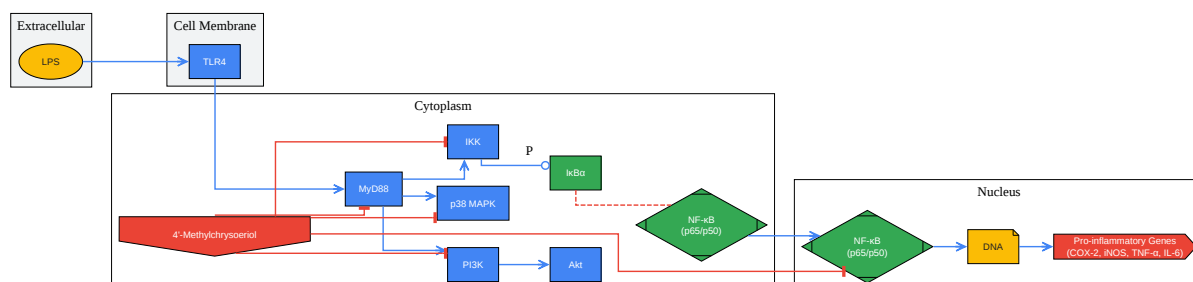 Extracellular
LPS
Cell Membrane
TLR4
Cytoplasm
IKK
P
IκBα
MyD88
p38 MAPK
4'-Methylchrysoeriol
PI3K
Akt
NF-κB
(p65/p50)
Nucleus
NF-κB
(p65/p50)
DNA
Pro-inflammatory Genes
(COX-2, iNOS, TNF-α, IL-6)